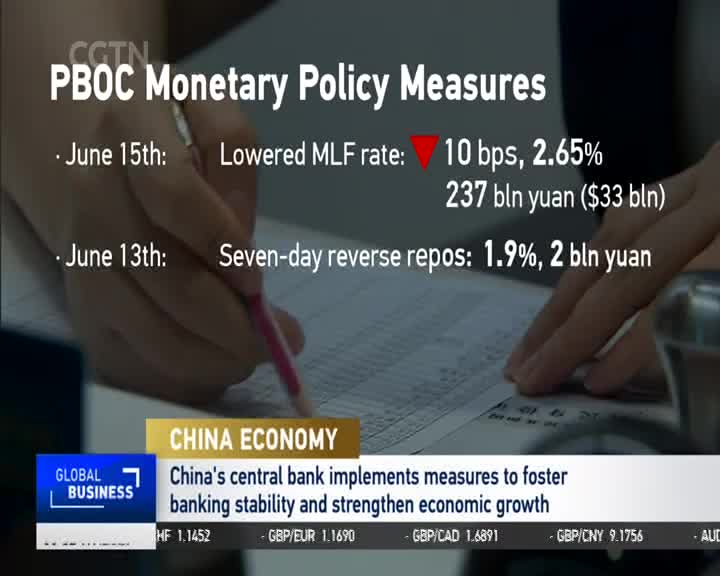 CGTN
PBOC Monetary Policy Measures
· June 15th: Lowered MLF rate: 10 bps, 2.65%
237 bln yuan ($33 bln)
· June 13th: Seven-day reverse repos: 1.9%, 2 bln yuan
CHINA ECONOMY
GLOBAL
BUSINESS
China's central bank implements measures to foster
banking stability and strengthen economic growth
HF 1.1452 - GBP/EUR 1.1690 - GBP/CAD 1.6891 - GBP/CNY 9.1756 - AUD